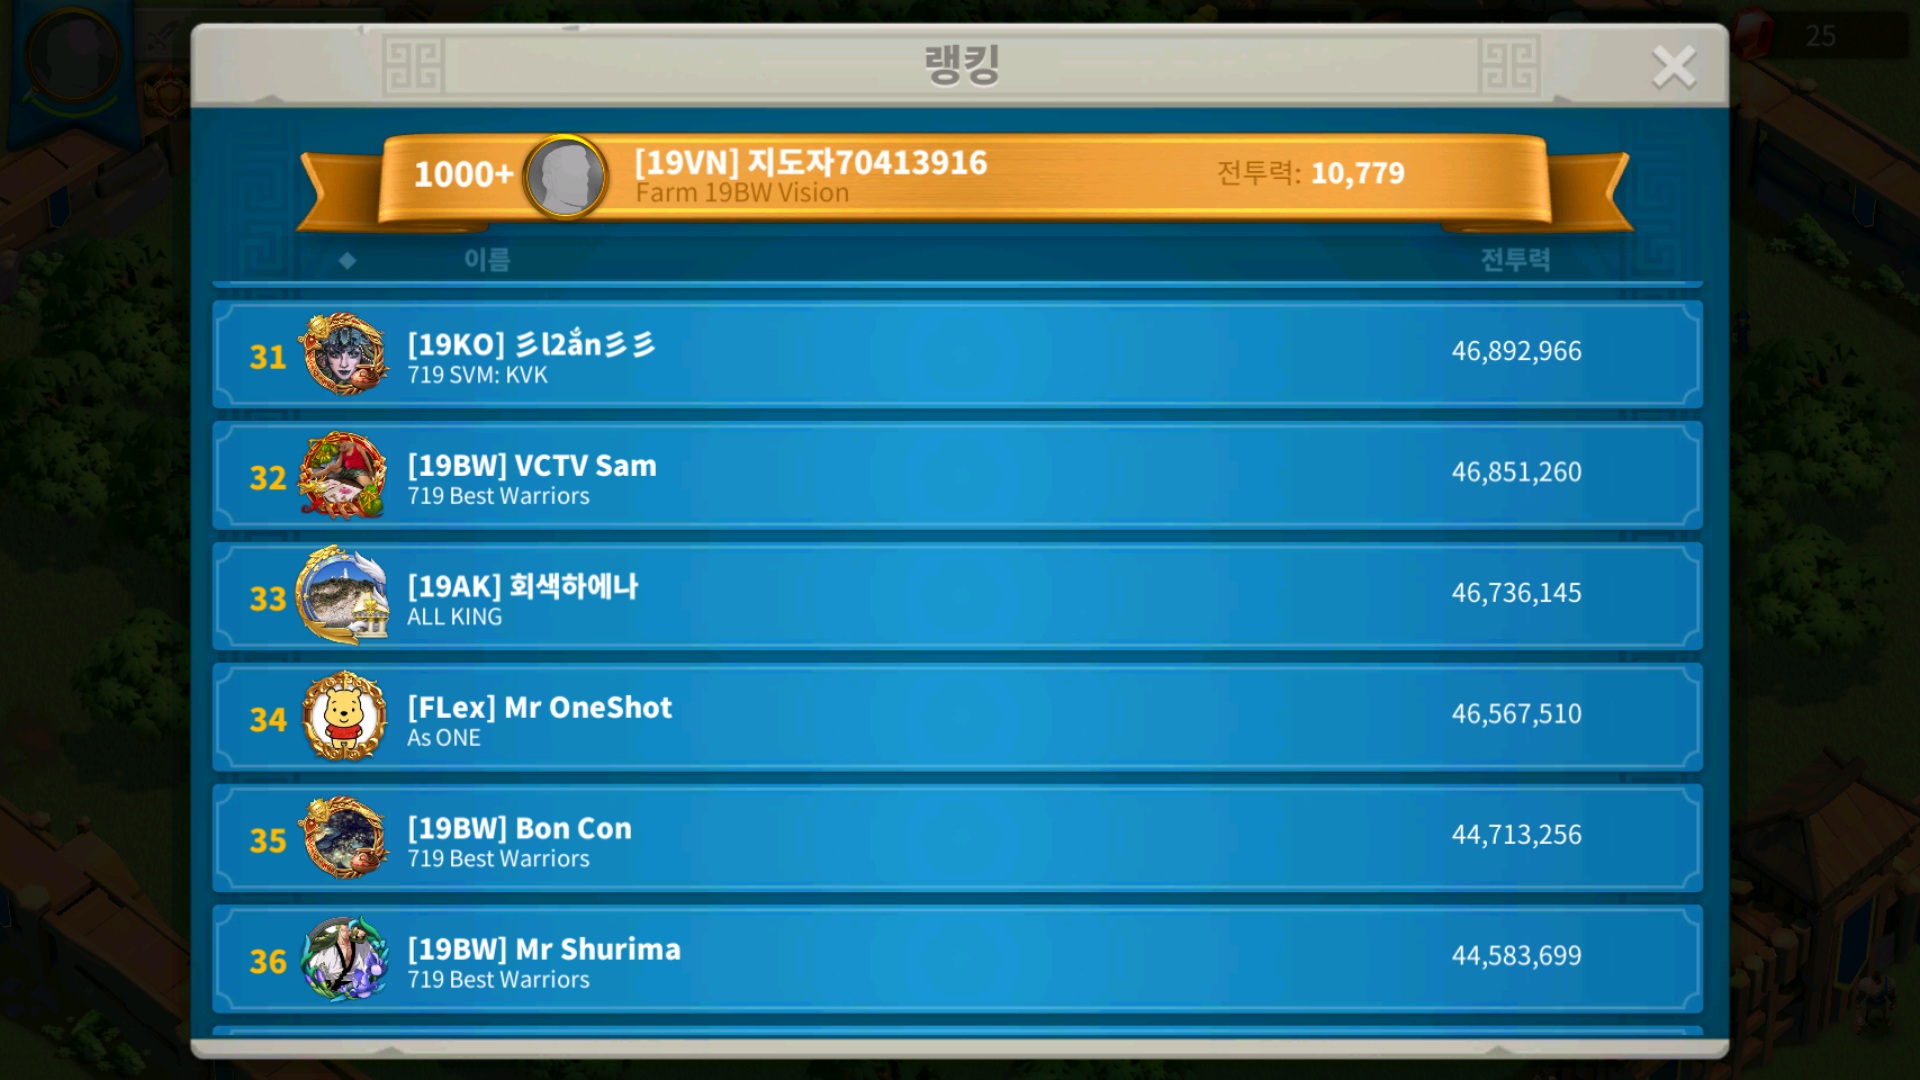 랭킹
25
1000+
[19VN] 지도자70413916
Farm 19BW Vision
전투력: 10,779
이름
전투력
31
[19KO] 彡l2ắn彡彡
719 SVM: KVK
46,892,966
32
[19BW] VCTV Sam
719 Best Warriors
46,851,260
33
[19AK] 회색하에나
ALL KING
46,736,145
34
[FLex] Mr OneShot
As ONE
46,567,510
35
[19BW] Bon Con
719 Best Warriors
44,713,256
36
[19BW] Mr Shurima
719 Best Warriors
44,583,699